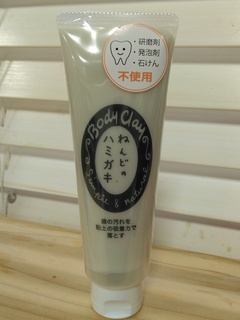 ・研磨剤
・発泡剤
・石けん
不使用
Body Clay
ねんどの
ハミガキ
Simple & Natural
歯の汚れを
粘土の吸着力で
落とす